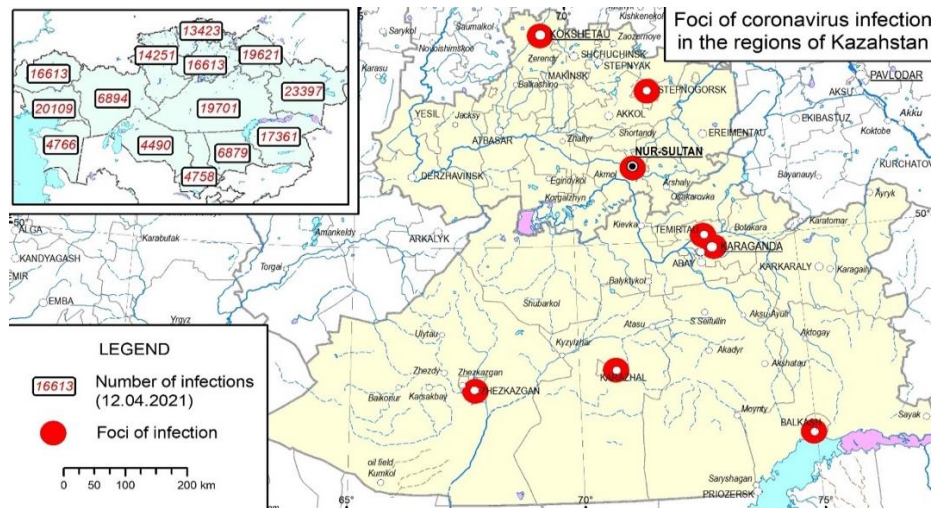 Foci of coronavirus infection
in the regions of Kazahstan
13423
14251
16613
19621
16613
6894
23397
20109
19701
17361
4766
4490
6879
4758
70°
Sarykol
Saumalkol
Kishkenekol
Novoishimskoe
KOKSHETAU
Zaozernoye
Zerendy
SHCHUCHINSK
Karasu
STEPNYAK
MAKINSK
PAVLODAR
Balkashino
STEPNOGORSK
AKSU
YESIL
Jacksy
AKKOL
EKIBASTUZ
Akku
Shortandy
EREIMENTAU
Koktobe
ATBASAR
Zhaltyr
NUR-SULTAN
KURCHATOV
DERZHAVINSK
Egindykol
Akmol
Arshaly
Bayanauyl
Korgalzhyn
Osakarovka
Ayryk
50°
Amankeldy
Kievka
TEMIRTAU
Botakara
Karatomar
50°
ALGA
Karabutak
ARKALYK
KARAGANDA
KANDYAGASH
Torgai
ABAY
KARKARALY
Karagaily
EMIR
Balyktykol
EMBA
Shubarkol
Aksu-Ayuli
Yrgyz
S.Seifullin
Ulytau
Atasu
Aktogay
Kyzylzhar
Akadyr
Akshatau
Zhezdy
Zhezkazgan
KARAZHAL
Baikonur
Karsakbay
ZHEZKAZGAN
Moynty
BALKASH
Sayak
oil field
Kumkol
Saryshagan
PRIOZERSK
65°
70°
75°
LEGEND
16613
Number of infections
(12.04.2021)
Foci of infection
0 50 100 200 km